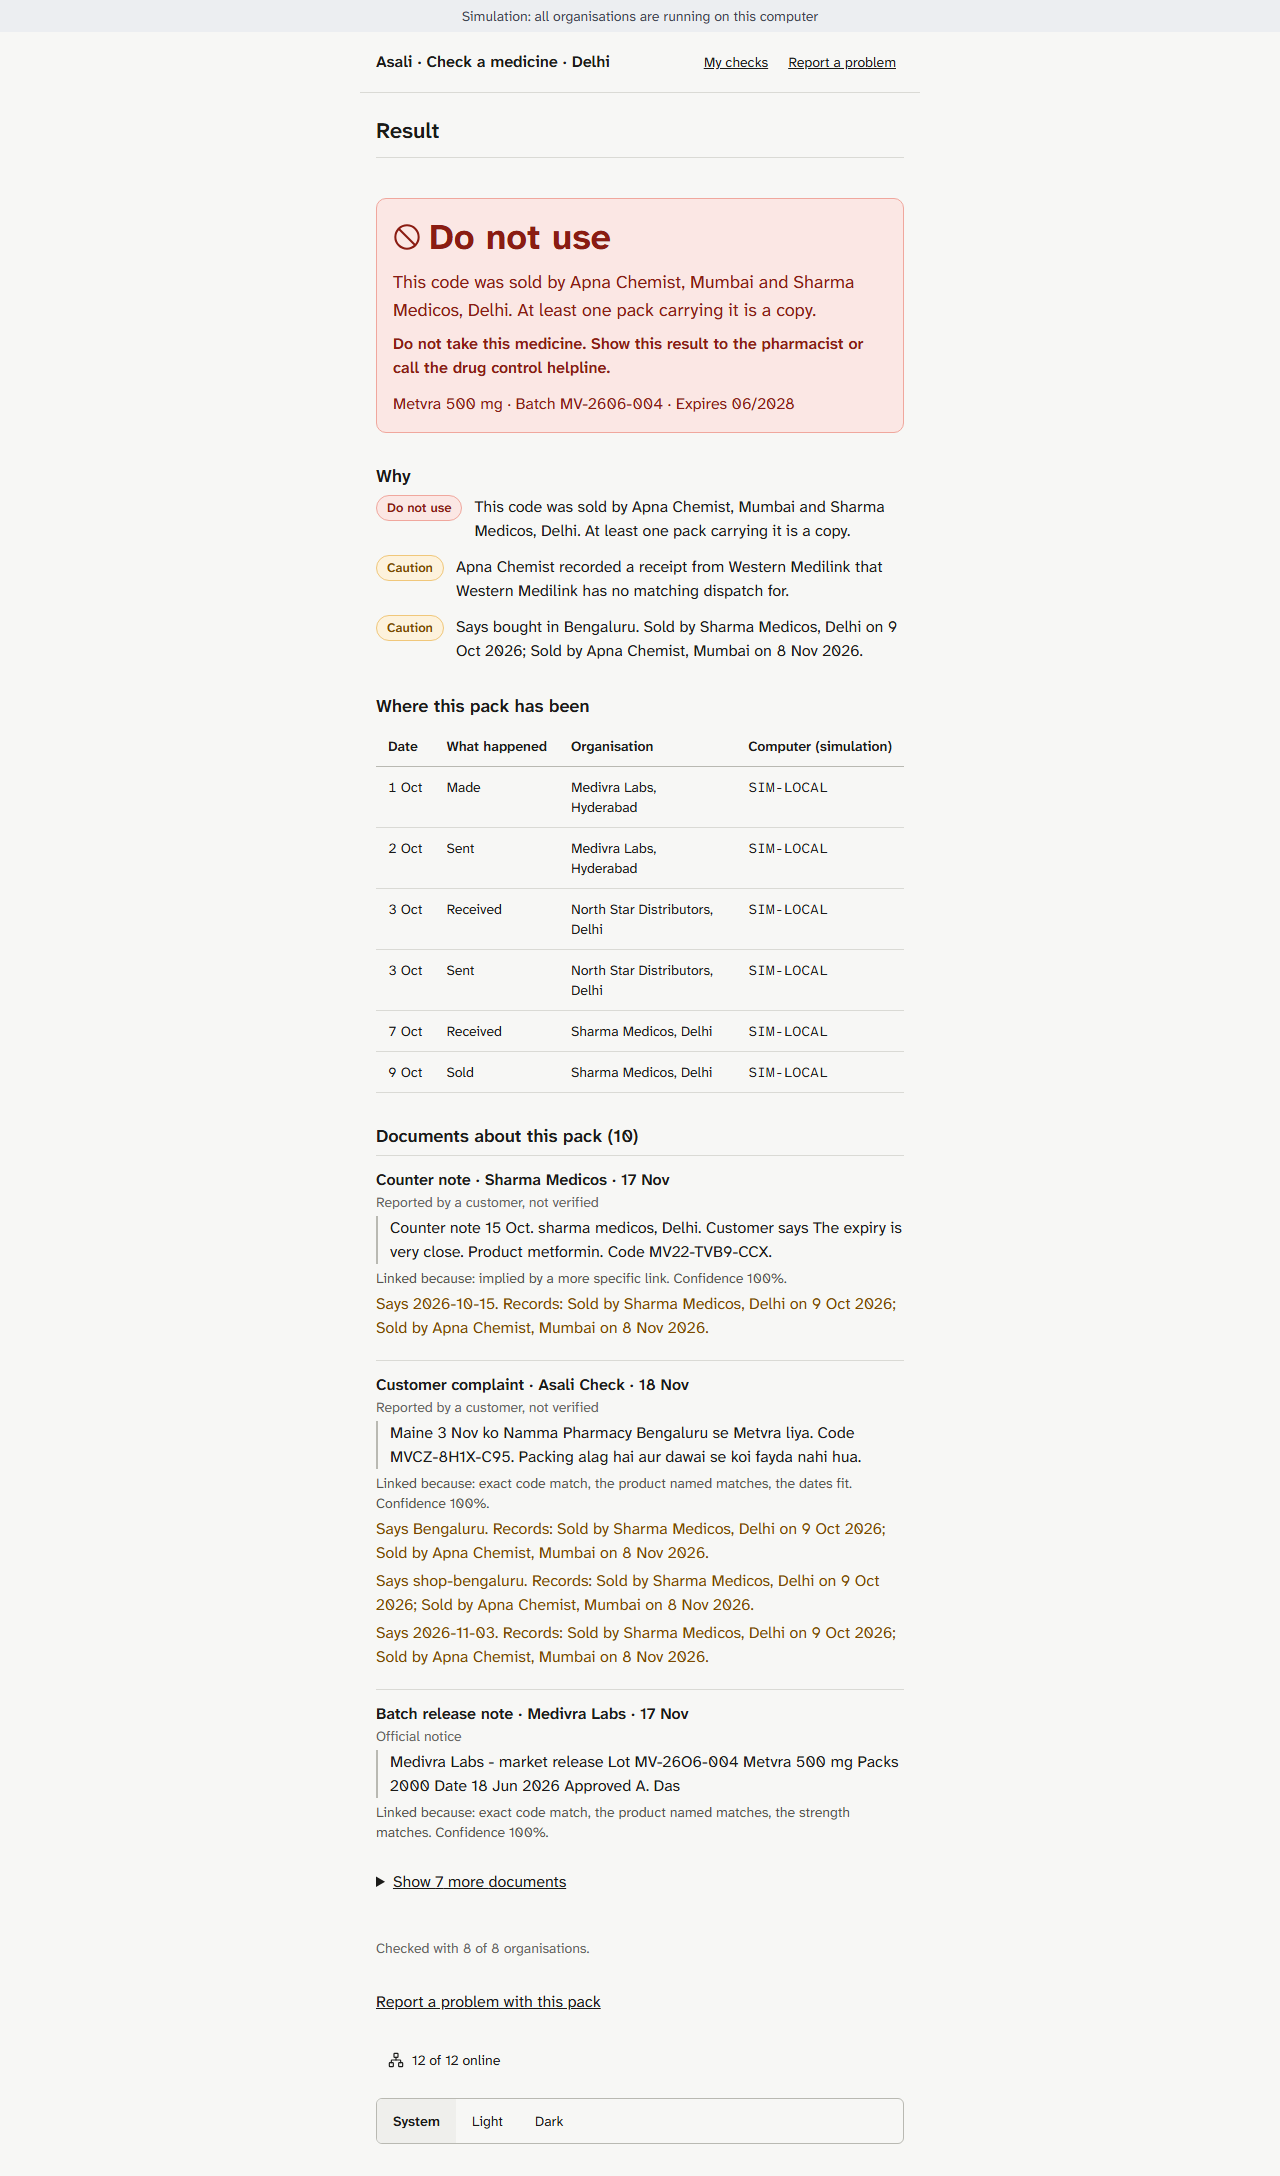 Simulation: all organisations are running on this computer
Asali · Check a medicine · Delhi
My checks
Report a problem
Result
Do not use
This code was sold by Apna Chemist, Mumbai and Sharma
Medicos, Delhi. At least one pack carrying it is a copy.
Do not take this medicine. Show this result to the pharmacist or
call the drug control helpline.
Metvra 500 mg · Batch MV-2606-004 · Expires 06/2028
Why
Do not use
This code was sold by Apna Chemist, Mumbai and Sharma
Medicos, Delhi. At least one pack carrying it is a copy.
Caution
Apna Chemist recorded a receipt from Western Medilink that
Western Medilink has no matching dispatch for.
Caution
Says bought in Bengaluru. Sold by Sharma Medicos, Delhi on 9
Oct 2026; Sold by Apna Chemist, Mumbai on 8 Nov 2026.
Where this pack has been
Date What happened Organisation Computer (simulation)
1 Oct Made Medivra Labs, SIM-LOCAL
Hyderabad
2 Oct Sent Medivra Labs, SIM-LOCAL
Hyderabad
3 Oct Received North Star Distributors, SIM-LOCAL
Delhi
3 Oct Sent North Star Distributors, SIM-LOCAL
Delhi
7 Oct Received Sharma Medicos, Delhi SIM-LOCAL
9 Oct Sold Sharma Medicos, Delhi SIM-LOCAL
Documents about this pack (10)
Counter note · Sharma Medicos · 17 Nov
Reported by a customer, not verified
Counter note 15 Oct. sharma medicos, Delhi. Customer says The expiry is
very close. Product metformin. Code MV22-TVB9-CCX.
Linked because: implied by a more specific link. Confidence 100%.
Says 2026-10-15. Records: Sold by Sharma Medicos, Delhi on 9 Oct 2026;
Sold by Apna Chemist, Mumbai on 8 Nov 2026.
Customer complaint · Asali Check · 18 Nov
Reported by a customer, not verified
Maine 3 Nov ko Namma Pharmacy Bengaluru se Metvra liya. Code
MVCZ-8H1X-C95. Packing alag hai aur dawai se koi fayda nahi hua.
Linked because: exact code match, the product named matches, the dates fit.
Confidence 100%.
Says Bengaluru. Records: Sold by Sharma Medicos, Delhi on 9 Oct 2026;
Sold by Apna Chemist, Mumbai on 8 Nov 2026.
Says shop-bengaluru. Records: Sold by Sharma Medicos, Delhi on 9 Oct
2026; Sold by Apna Chemist, Mumbai on 8 Nov 2026.
Says 2026-11-03. Records: Sold by Sharma Medicos, Delhi on 9 Oct 2026;
Sold by Apna Chemist, Mumbai on 8 Nov 2026.
Batch release note · Medivra Labs · 17 Nov
Official notice
Medivra Labs - market release Lot MV-26O6-004 Metvra 500 mg Packs
2000 Date 18 Jun 2026 Approved A. Das
Linked because: exact code match, the product named matches, the strength
matches. Confidence 100%.
Show 7 more documents
Checked with 8 of 8 organisations.
Report a problem with this pack
12 of 12 online
System Light Dark